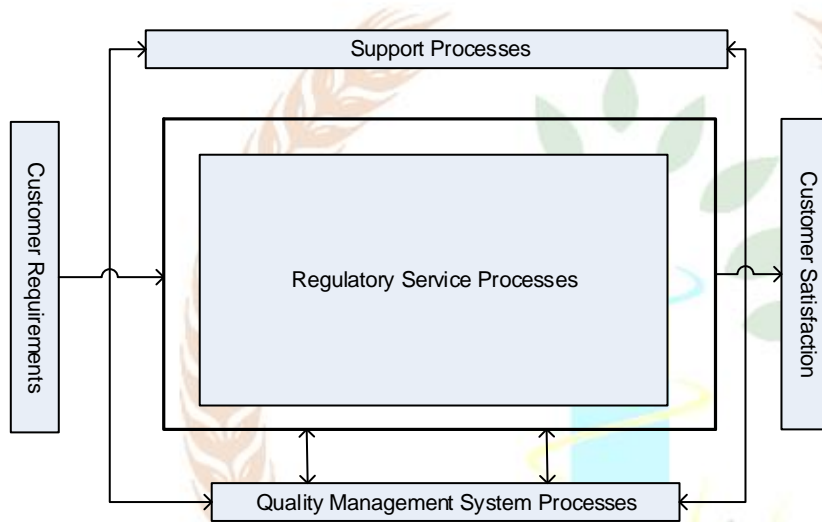 Support Processes
Customer Requirements
Regulatory Service Processes
Customer Satisfaction
Quality Management System Processes